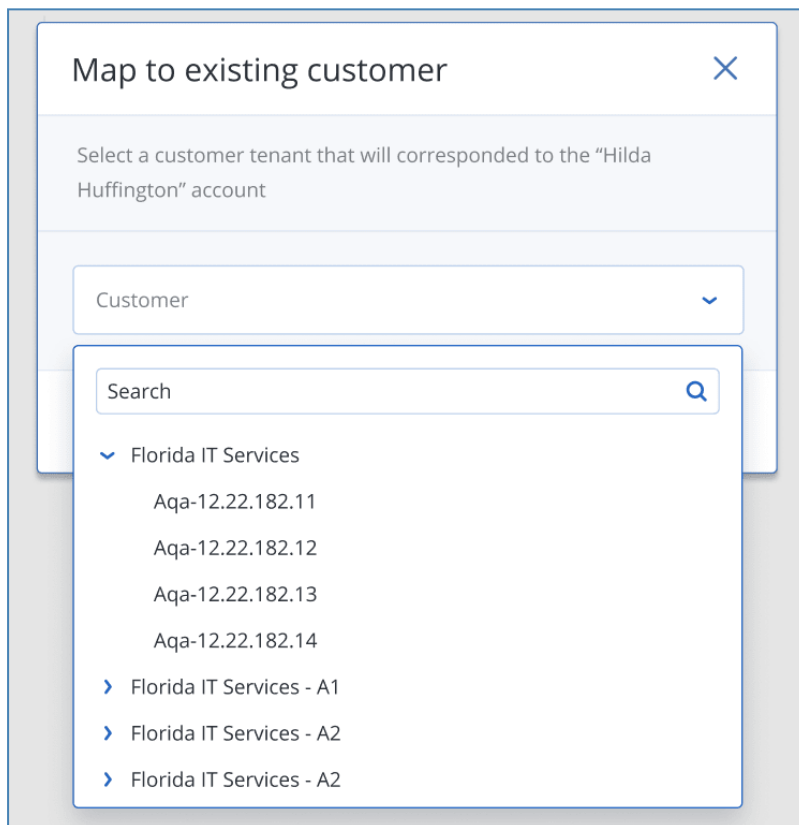 Map to existing customer
Select a customer tenant that will corresponded to the “Hilda
Huffington” account
Customer
Search
Florida IT Services
Aqa-12.22.182.11
Aqa-12.22.182.12
Aqa-12.22.182.13
Aqa-12.22.182.14
Florida IT Services - A1
Florida IT Services - A2
Florida IT Services - A2